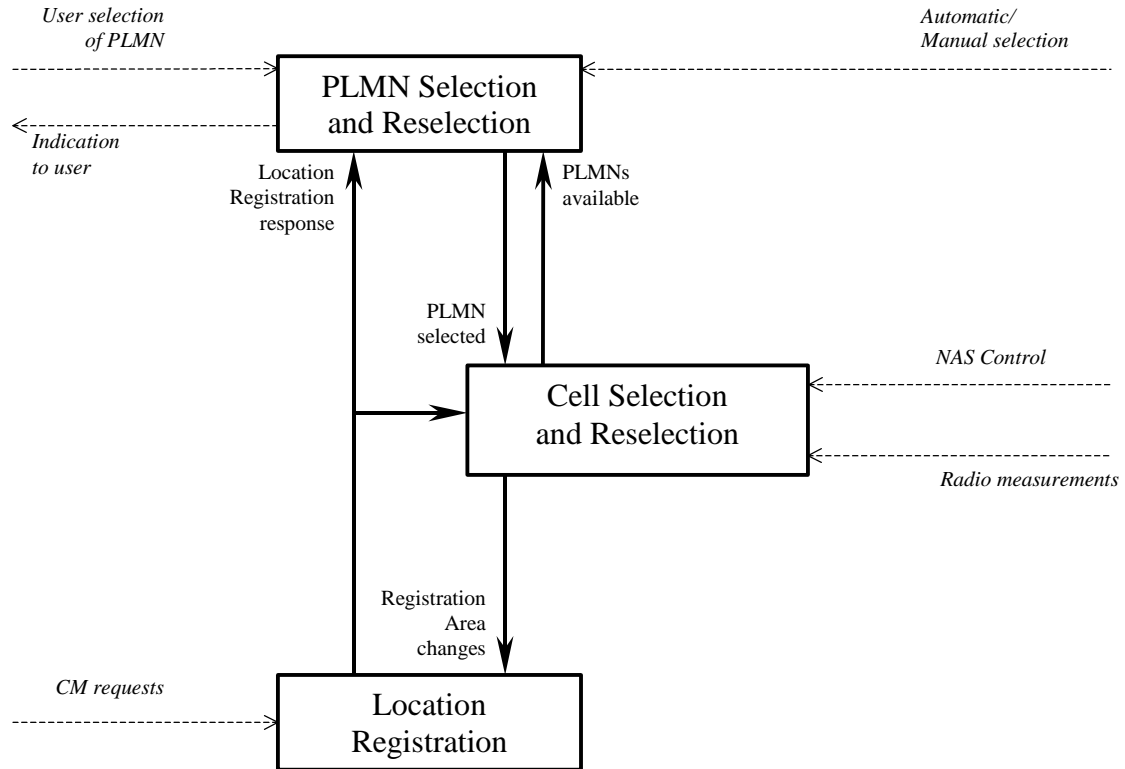 User selection
of PLMN
Automatic/
Manual selection
PLMN Selection
and Reselection
Indication
to user
Location
Registration
response
PLMNs
available
PLMN
selected
NAS Control
Cell Selection
and Reselection
Radio measurements
Registration
Area
changes
CM requests
Location
Registration